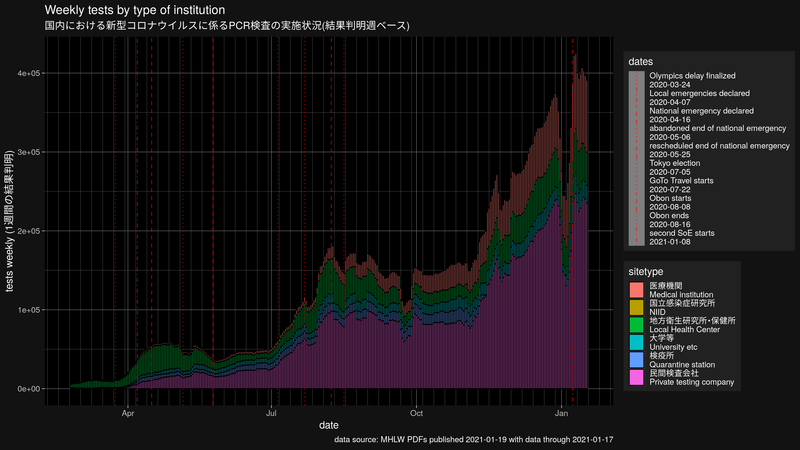 Weekly tests by type of institution
国内における新型コロナウイルスに係るPCR検査の実施状況(結果判明週ベース)
tests weekly (1週間の結果判明)
4e+05
3e+05
2e+05
1e+05
0e+00
Apr
Jul
Oct
Jan
date
dates
Olympics delay finalized
2020-03-24
Local emergencies declared
2020-04-07
National emergency declared
2020-04-16
abandoned end of national emergency
2020-05-06
rescheduled end of national emergency
2020-05-25
Tokyo election
2020-07-05
GoTo Travel starts
2020-07-22
Obon starts
2020-08-08
Obon ends
2020-08-16
second SoE starts
2021-01-08
sitetype
医療機関
Medical institution
国立感染症研究所
NIID
地方衛生研究所・保健所
Local Health Center
大学等
University etc
検疫所
Quarantine station
民間検査会社
Private testing company
data source: MHLW PDFs published 2021-01-19 with data through 2021-01-17